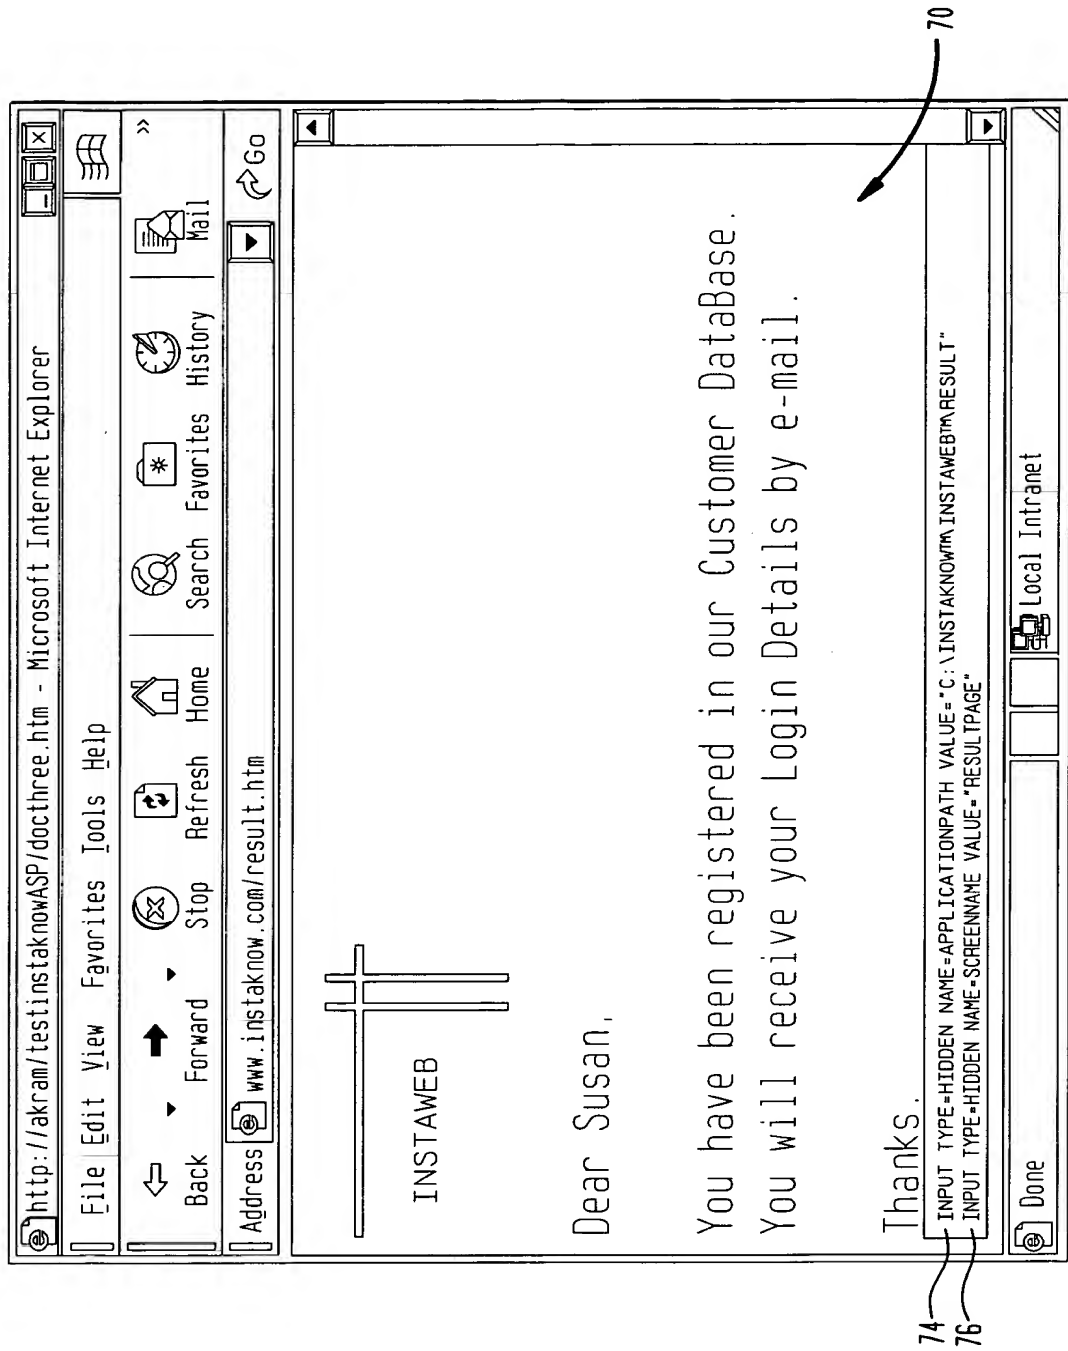 http://akram/testinstaknowASP/docthree.htm - Microsoft Internet Explorer
File Edit View Favorites Tools Help
Back Forward Stop Refresh Home Search Favorites History Mail »
Address www.instaknow.com/result.htm Go
INSTAWEB
Dear Susan,
You have been registered in our Customer DataBase.
You will receive your Login Details by e-mail.
Thanks.
74 INPUT TYPE=HIDDEN NAME=APPLICATIONPATH VALUE="C:\INSTAKNOWTM\INSTAWEBTM\RESULT"
76 INPUT TYPE=HIDDEN NAME=SCREENNAME VALUE="RESULTPAGE"
Done Local Intranet
70